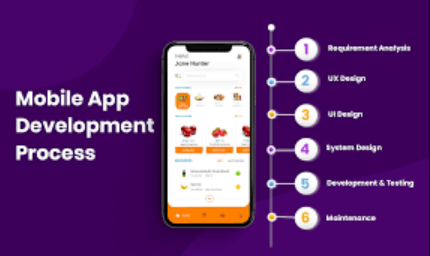 Mobile App
Development
Process
Hello!
Jane Hunter
1 Requirement Analysis
2 UX Design
3 UI Design
4 System Design
5 Development & Testing
6 Maintenance